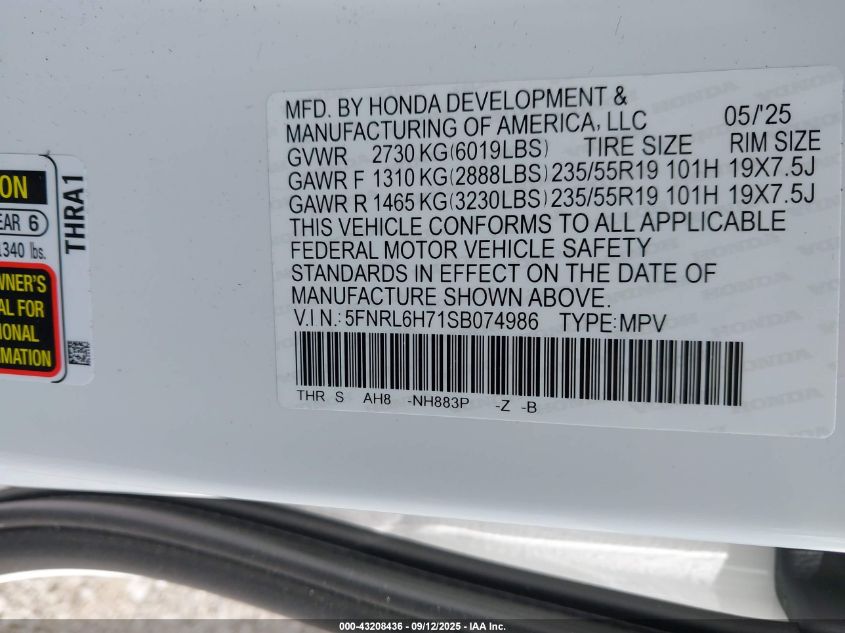 MFD. BY HONDA DEVELOPMENT &
MANUFACTURING OF AMERICA, LLC 05/'25
GVWR 2730 KG(6019LBS) TIRE SIZE RIM SIZE
GAWR F 1310 KG(2888LBS) 235/55R19 101H 19X7.5J
GAWR R 1465 KG(3230LBS) 235/55R19 101H 19X7.5J
THIS VEHICLE CONFORMS TO ALL APPLICABLE
FEDERAL MOTOR VEHICLE SAFETY
STANDARDS IN EFFECT ON THE DATE OF
MANUFACTURE SHOWN ABOVE.
V.I.N.:5FNRL6H71SB074986 TYPE:MPV
THR S AH8 -NH883P -Z -B
ON
EAR 6
1340 lbs.
WNER'S
AL FOR
IONAL
RMATION
THRA1
000-43208436 - 09/12/2025 - IAA Inc.